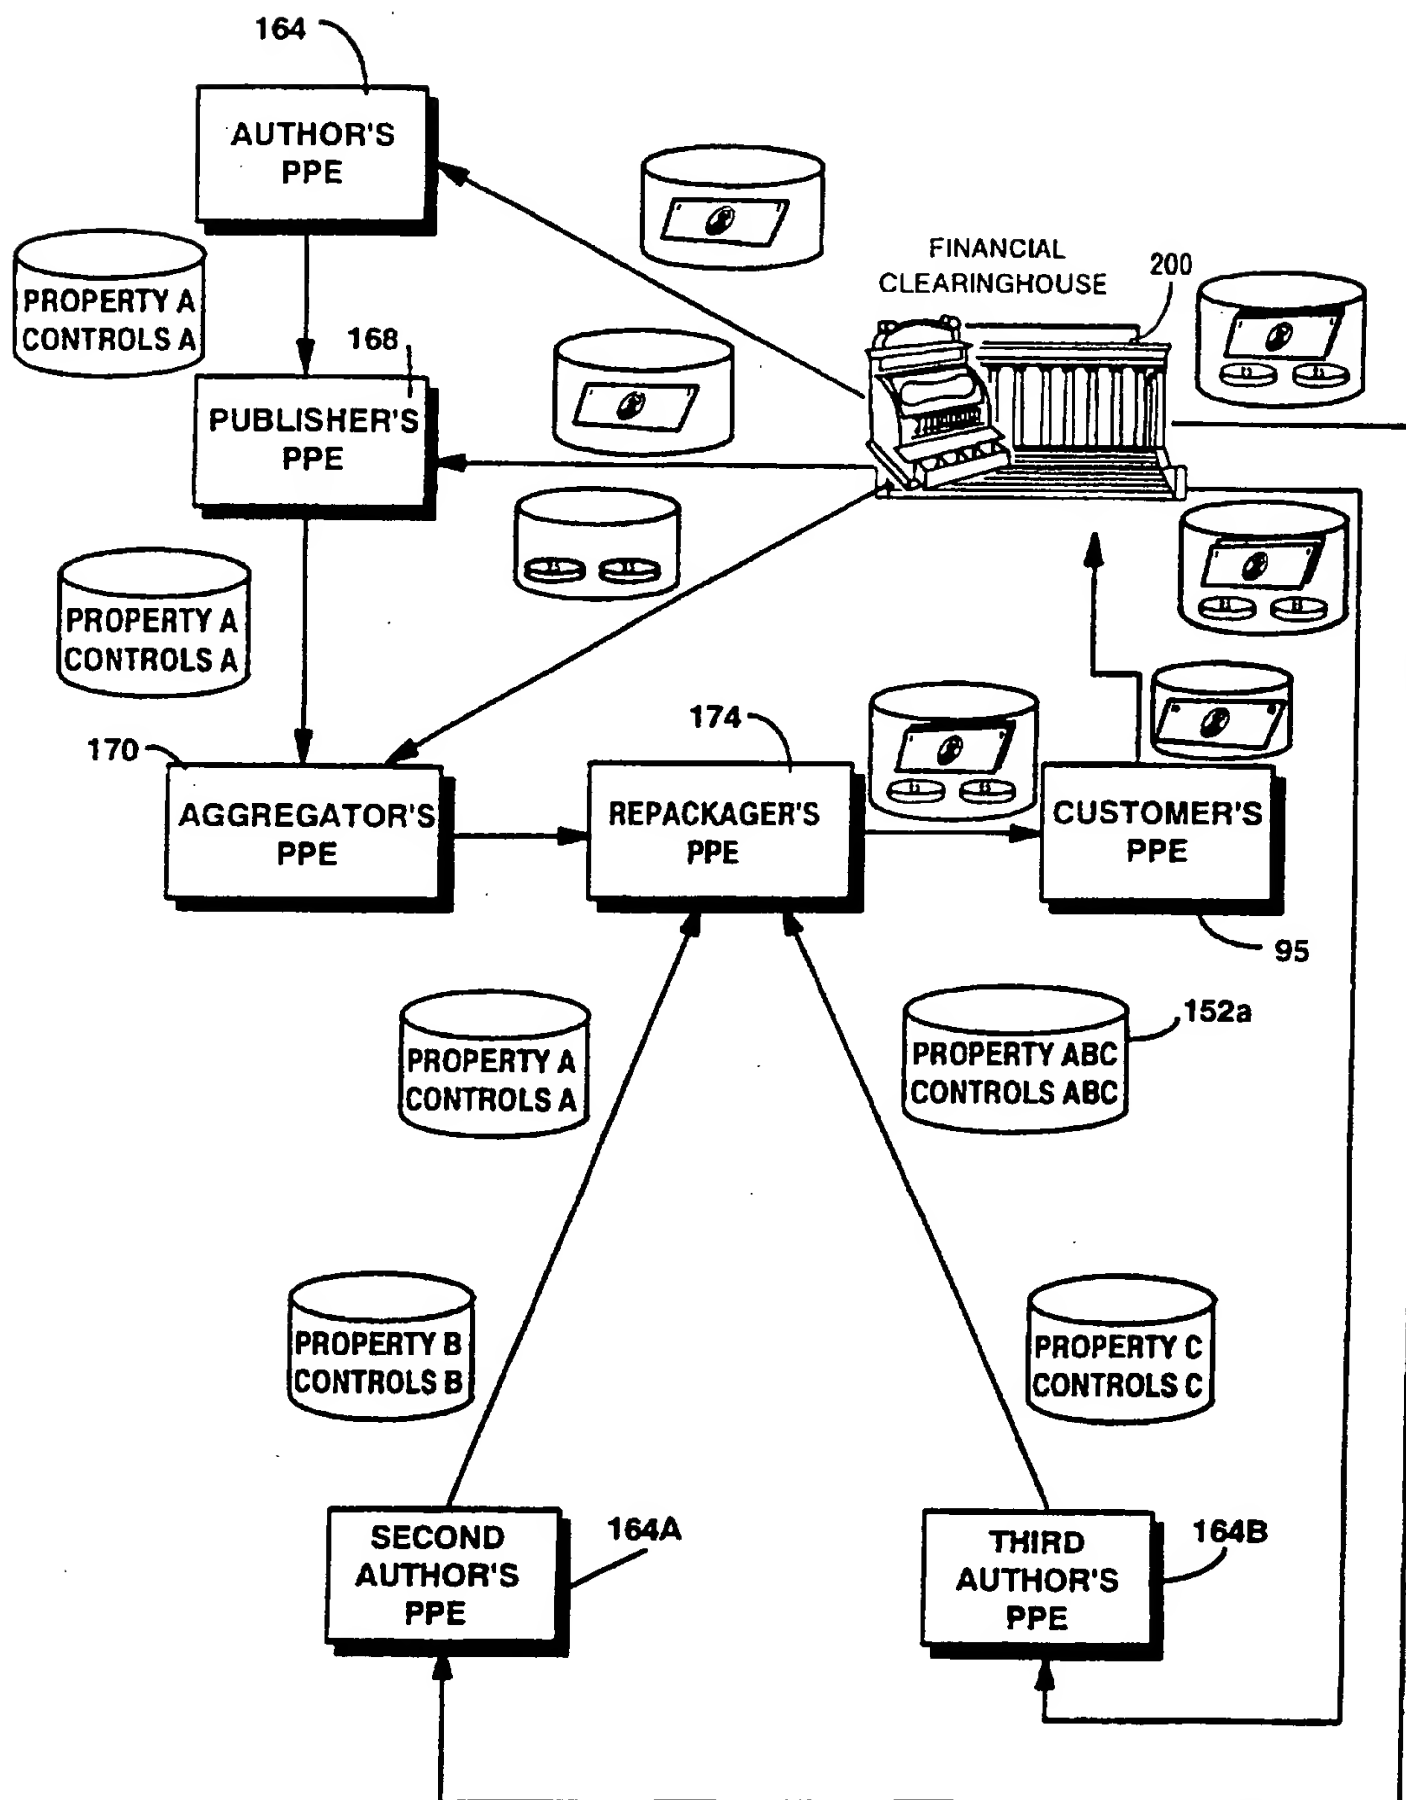 164
AUTHOR'S
PPE
FINANCIAL
CLEARINGHOUSE
200
PROPERTY A
CONTROLS A
168
PUBLISHER'S
PPE
PROPERTY A
CONTROLS A
170
AGGREGATOR'S
PPE
174
REPACKAGER'S
PPE
CUSTOMER'S
PPE
95
PROPERTY A
CONTROLS A
PROPERTY ABC
CONTROLS ABC
152a
PROPERTY B
CONTROLS B
PROPERTY C
CONTROLS C
SECOND
AUTHOR'S
PPE
164A
THIRD
AUTHOR'S
PPE
164B